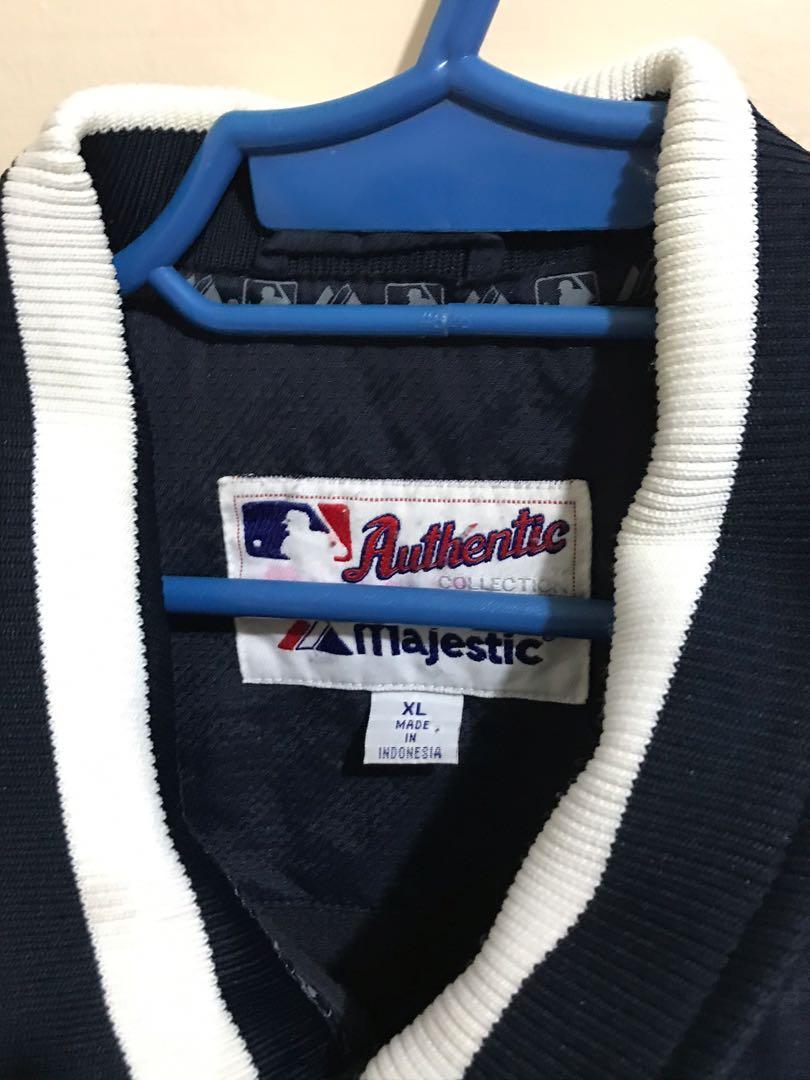 Authentic
COLLECTION
Majestic
XL
MADE
IN
INDONESIA